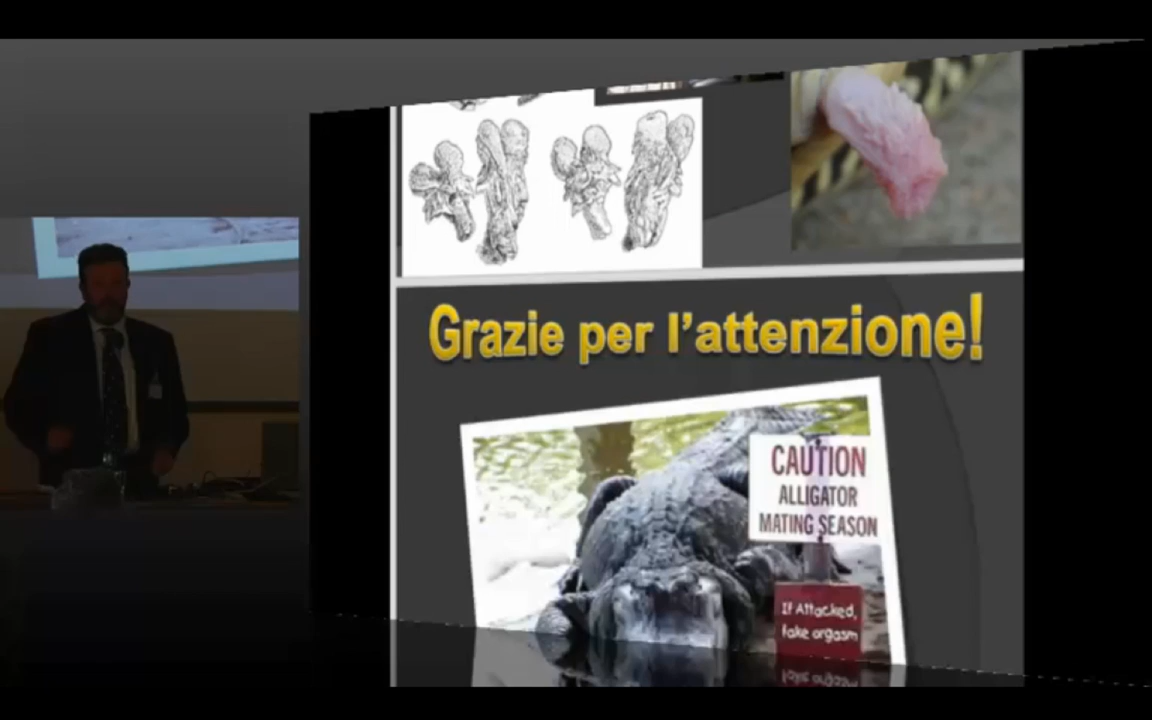 Grazie per l'attenzione!
CAUTION
ALLIGATOR
MATING SEASON
If Attacked,
fake orgasm